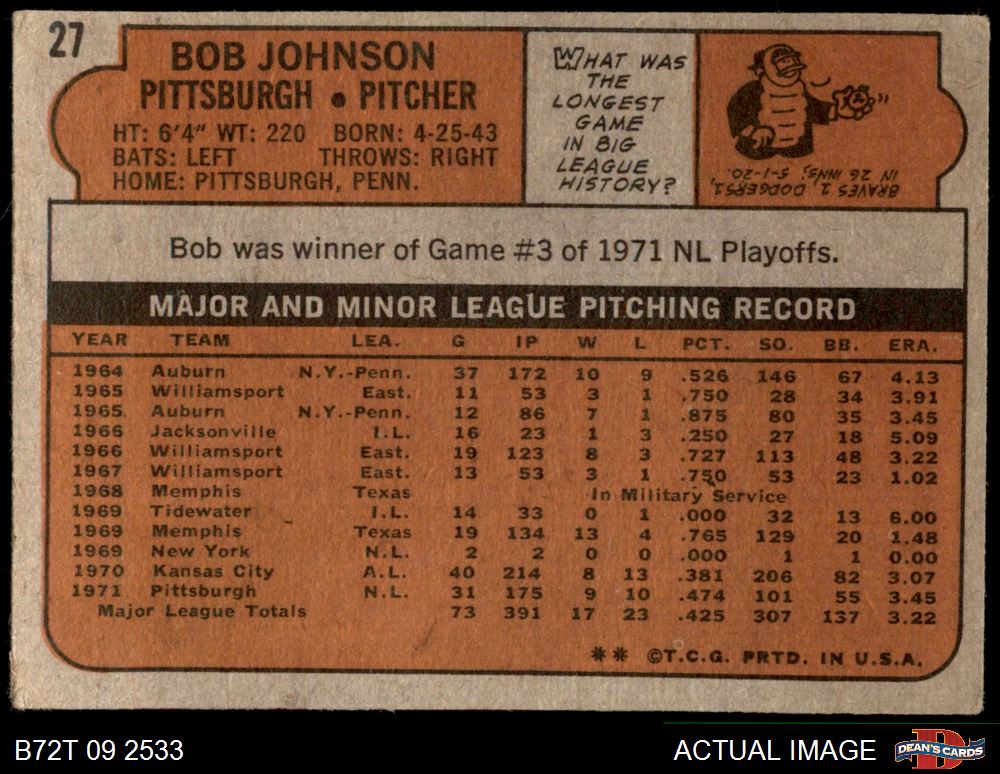 27
BOB JOHNSON
PITTSBURGH • PITCHER
HT: 6'4" WT: 220 BORN: 4-25-43
BATS: LEFT THROWS: RIGHT
HOME: PITTSBURGH, PENN.
WHAT WAS
THE
LONGEST
GAME
IN BIG
LEAGUE
HISTORY?
BRAVES 1, DODGERS 1,
IN 26 INNS; 5-1-20.
Bob was winner of Game #3 of 1971 NL Playoffs.
MAJOR AND MINOR LEAGUE PITCHING RECORD
YEAR TEAM LEA. G IP W L PCT. SO. BB. ERA.
1964 Auburn N.Y.-Penn. 37 172 10 9 .526 146 67 4.13
1965 Williamsport East. 11 53 3 1 .750 28 34 3.91
1965 Auburn N.Y.-Penn. 12 86 7 1 .875 80 35 3.45
1966 Jacksonville I.L. 16 23 1 3 .250 27 18 5.09
1966 Williamsport East. 19 123 8 3 .727 113 48 3.22
1967 Williamsport East. 13 53 3 1 .750 53 23 1.02
1968 Memphis Texas In Military Service
1969 Tidewater I.L. 14 33 0 1 .000 32 13 6.00
1969 Memphis Texas 19 134 13 4 .765 129 20 1.48
1969 New York N.L. 2 2 0 0 .000 1 1 0.00
1970 Kansas City A.L. 40 214 8 13 .381 206 82 3.07
1971 Pittsburgh N.L. 31 175 9 10 .474 101 55 3.45
Major League Totals 73 391 17 23 .425 307 137 3.22
** ©T.C.G. PRTD. IN U.S.A.
B72T 09 2533
ACTUAL IMAGE
D
DEAN'S CARDS